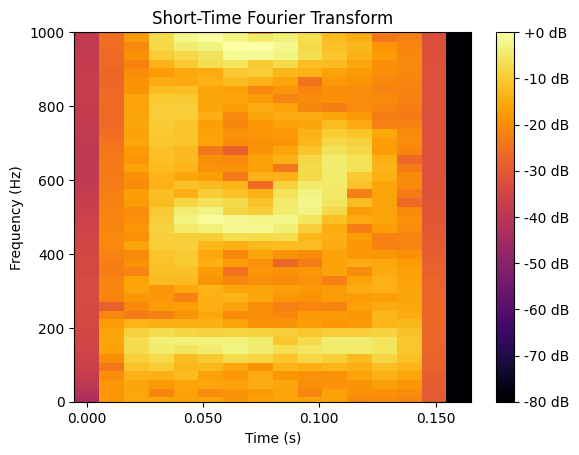 Short-Time Fourier Transform
1000
800
600
400
200
0
Frequency (Hz)
0.000
0.050
0.100
0.150
Time (s)
+0 dB
-10 dB
-20 dB
-30 dB
-40 dB
-50 dB
-60 dB
-70 dB
-80 dB